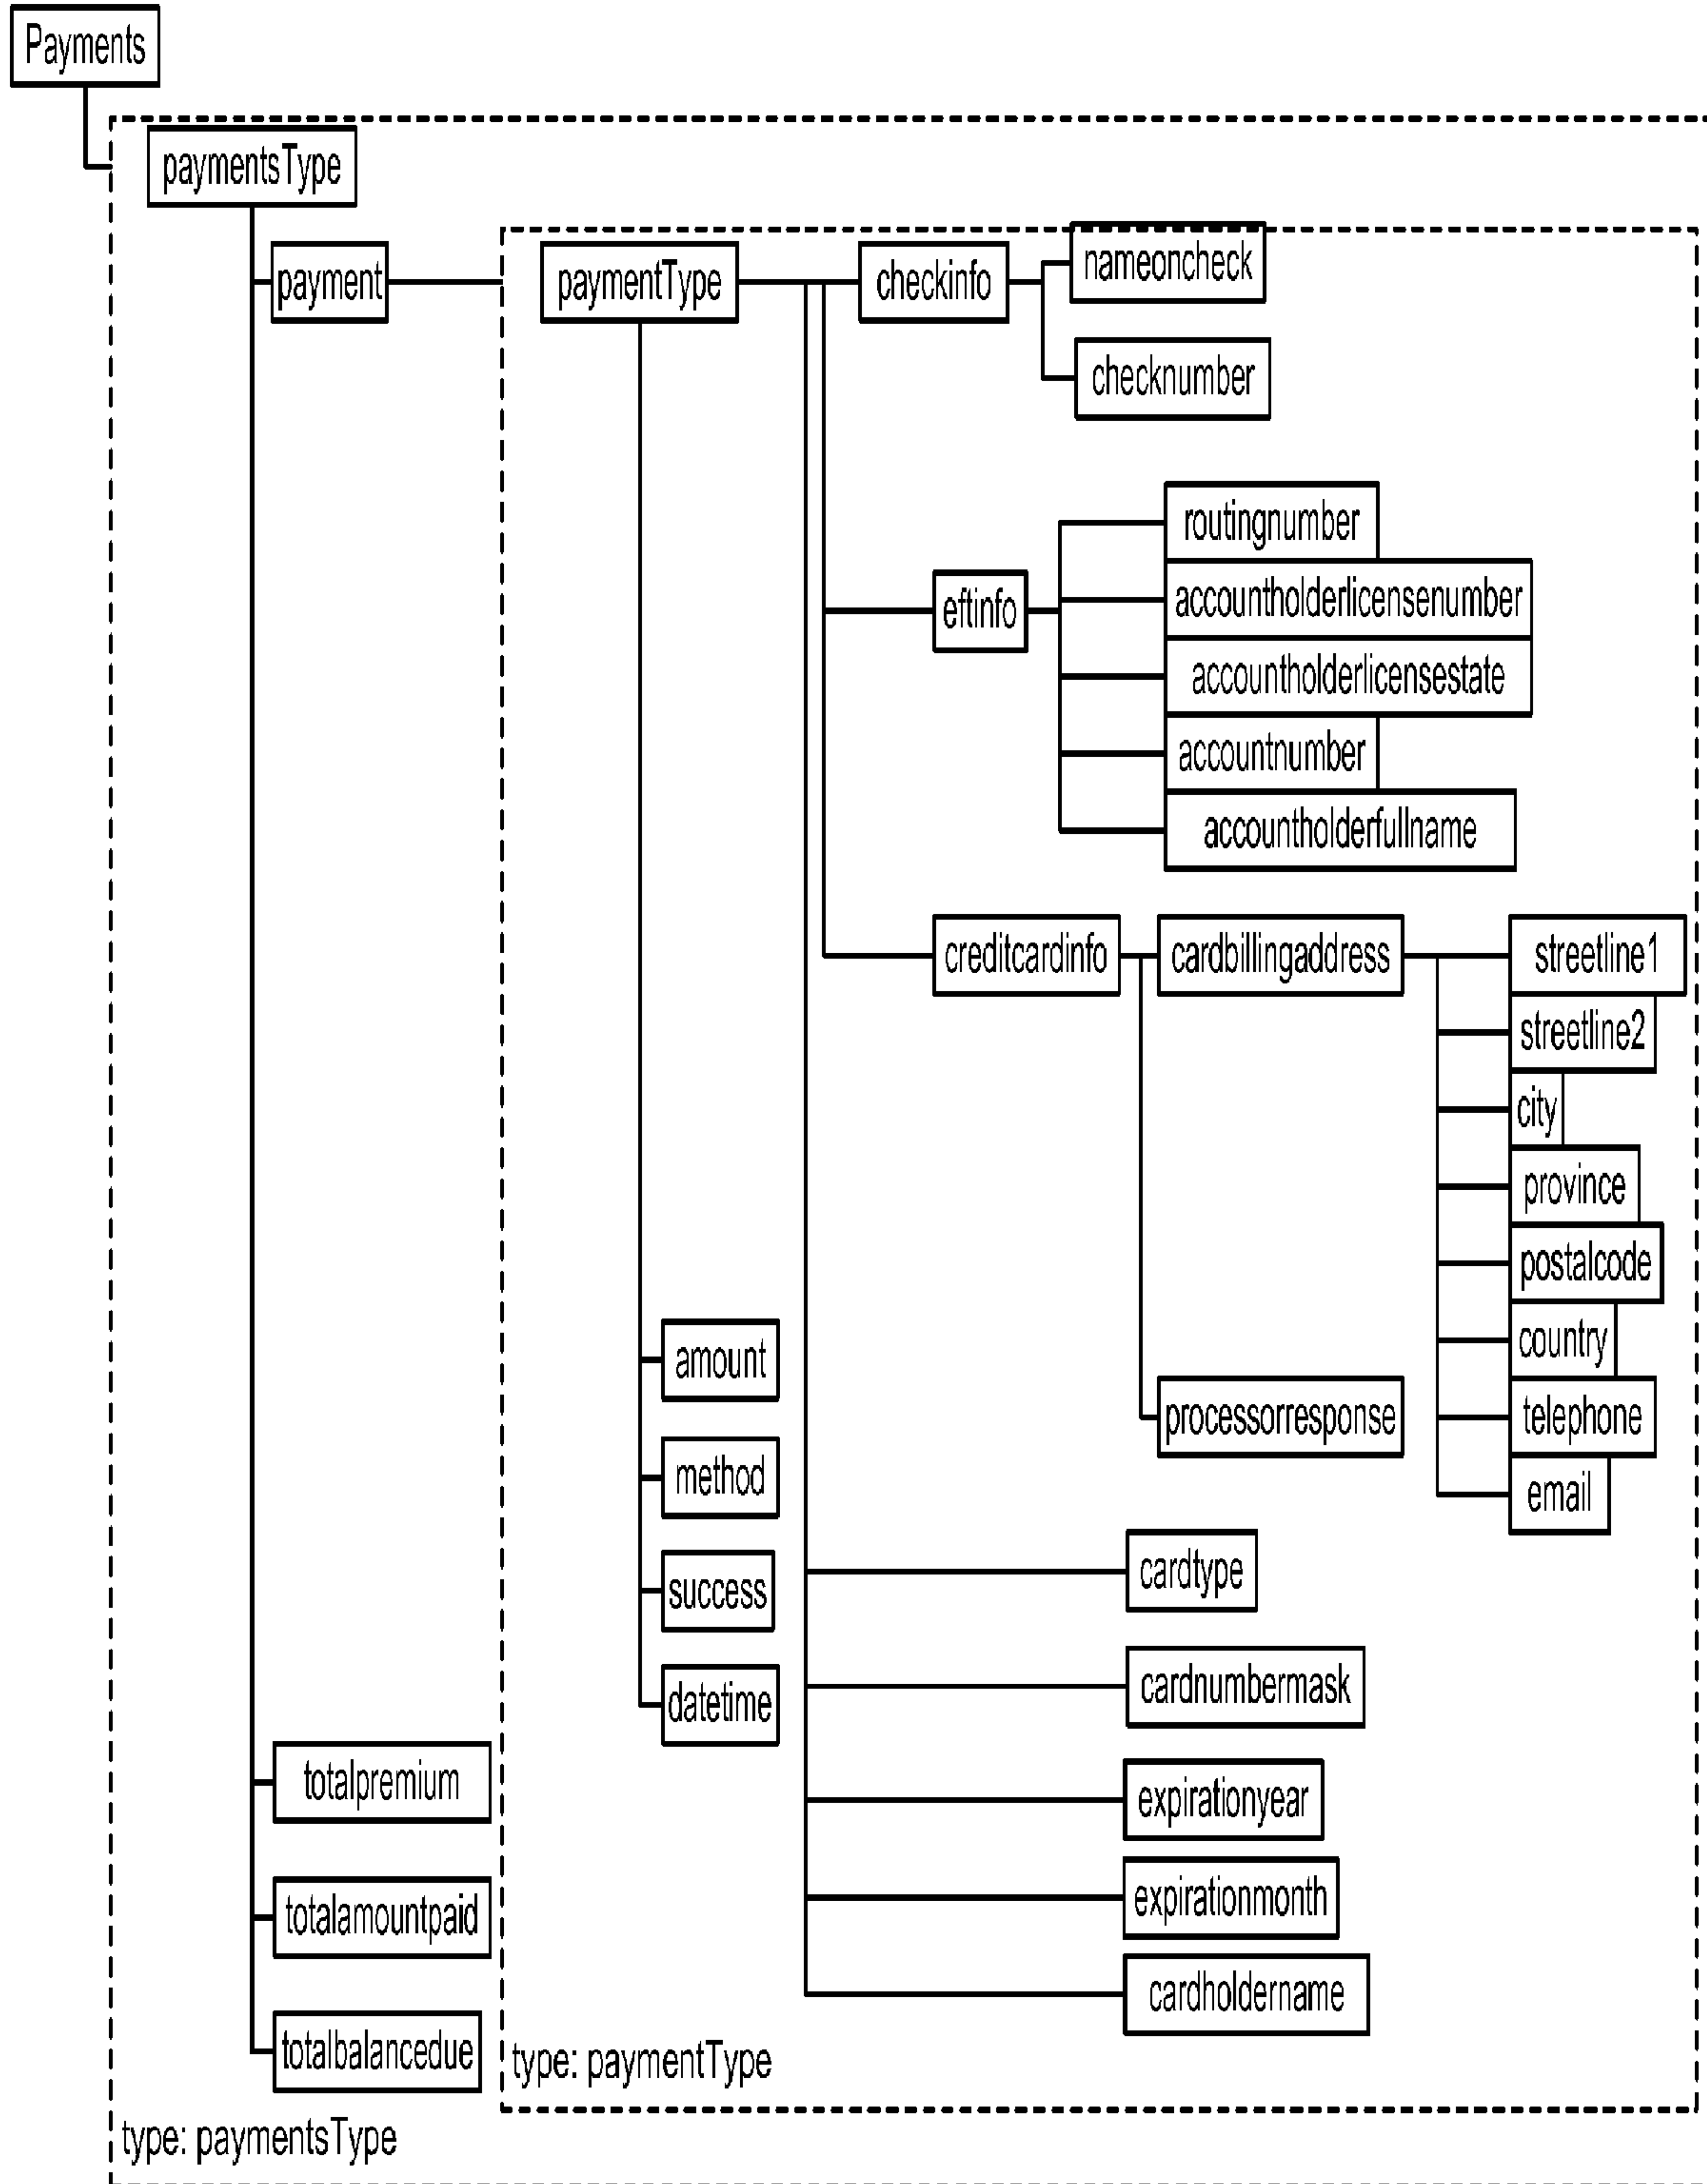 Payments
paymentsType
payment
paymentType
checkinfo
nameoncheck
checknumber
routingnumber
accountholderlicensenumber
eftinfo
accountholderlicensestate
accountnumber
accountholderfullname
creditcardinfo
cardbillingaddress
streetline1
streetline2
city
province
postalcode
country
telephone
email
processorresponse
amount
method
success
datetime
cardtype
cardnumbermask
expirationyear
expirationmonth
cardholdername
totalpremium
totalamountpaid
totalbalancedue
type: paymentType
type: paymentsType